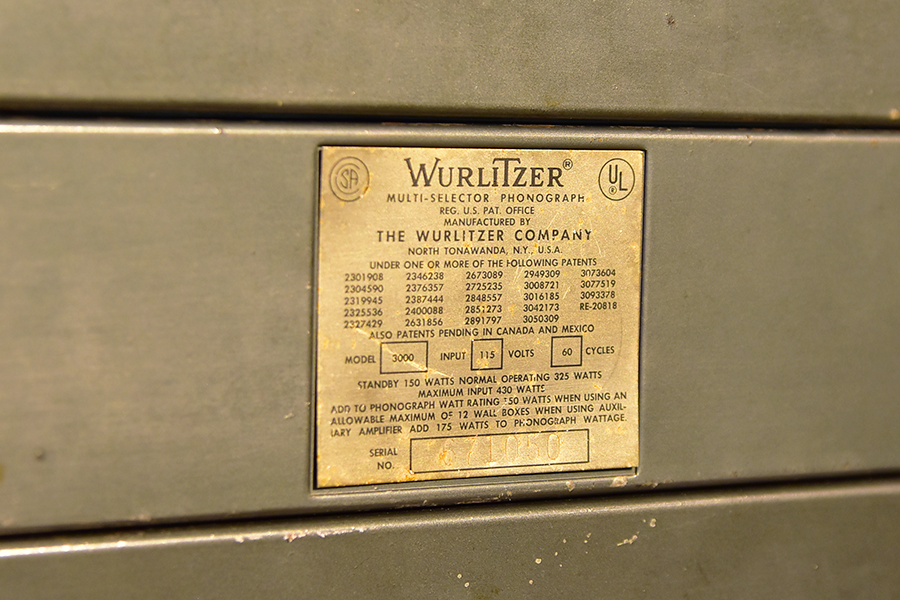 SA
WURLITZER®
UL
®
MULTI-SELECTOR PHONOGRAPH
REG. U.S. PAT. OFFICE
MANUFACTURED BY
THE WURLITZER COMPANY
NORTH TONAWANDA, N.Y., U.S.A.
UNDER ONE OR MORE OF THE FOLLOWING PATENTS
2301908 2346238 2673089 2949309 3073604
2304590 2376357 2725235 3008721 3077519
2319945 2387444 2848557 3016185 3093378
2325536 2400088 2851273 3042173 RE-20818
2327429 2631856 2891797 3050309
ALSO PATENTS PENDING IN CANADA AND MEXICO
MODEL 3000 INPUT 115 VOLTS 60 CYCLES
STANDBY 150 WATTS NORMAL OPERATING 325 WATTS
MAXIMUM INPUT 430 WATTS
ADD TO PHONOGRAPH WATT RATING 150 WATTS WHEN USING AN
ALLOWABLE MAXIMUM OF 12 WALL BOXES WHEN USING AUXIL-
IARY AMPLIFIER ADD 175 WATTS TO PHONOGRAPH WATTAGE.
SERIAL
NO.